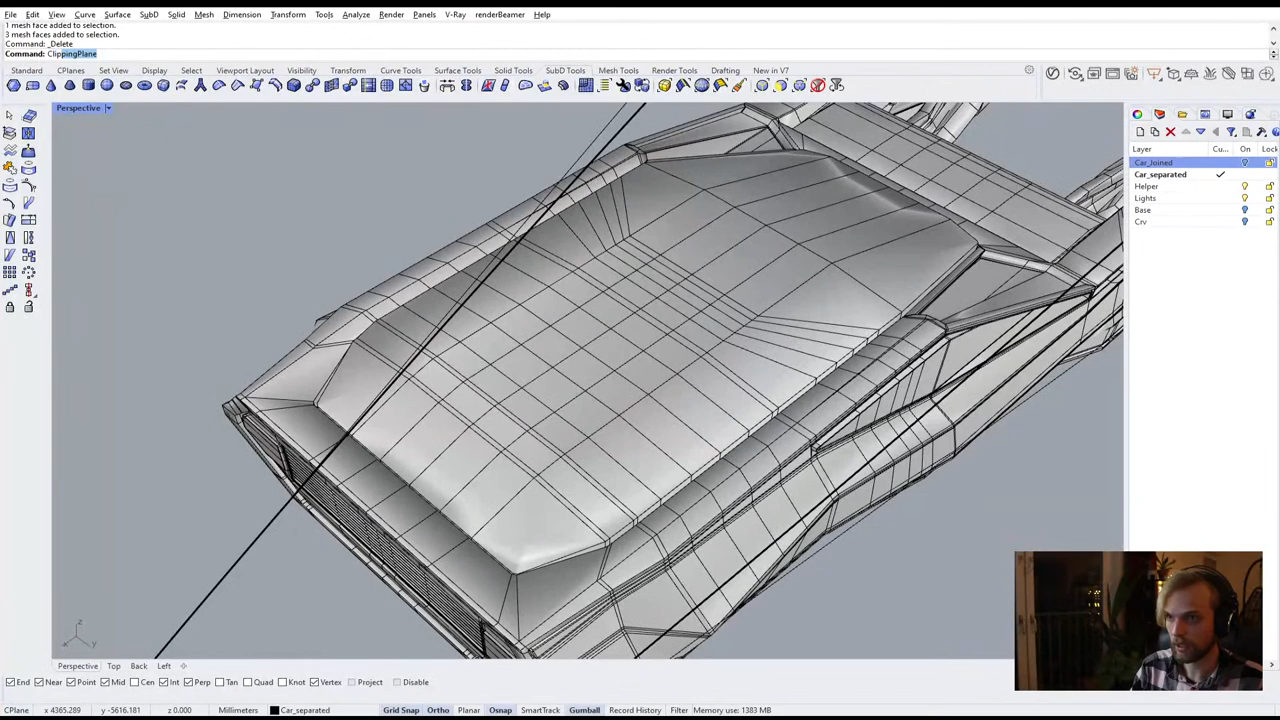 File Edit View Curve Surface SubD Solid Mesh Dimension Transform Tools Analyze Render Panels V-Ray renderBeamer Help
1 mesh face added to selection.
3 mesh faces added to selection.
Command: _Delete
Command: ClippingPlane
Standard CPlanes Set View Display Select Viewport Layout Visibility Transform Curve Tools Surface Tools Solid Tools SubD Tools Mesh Tools Render Tools Drafting New in V7
Perspective
Layer Cu... On Lock
Car_Joined
Car_separated
Helper
Lights
Base
Crv
z
x y
Perspective Top Back Left
End Near Point Mid Cen Int Perp Tan Quad Knot Vertex Project Disable
CPlane x 4365.289 y -5616.181 z 0.000 Millimeters Car_separated Grid Snap Ortho Planar Osnap SmartTrack Gumball Record History Filter Memory use: 1383 MB